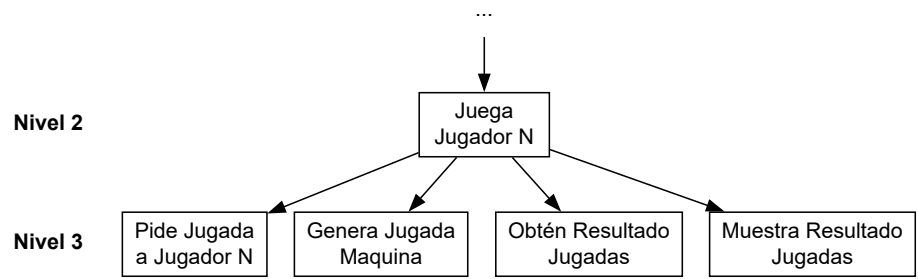 ...
Nivel 2
Juega
Jugador N
Nivel 3
Pide Jugada
a Jugador N
Genera Jugada
Maquina
Obtén Resultado
Jugadas
Muestra Resultado
Jugadas